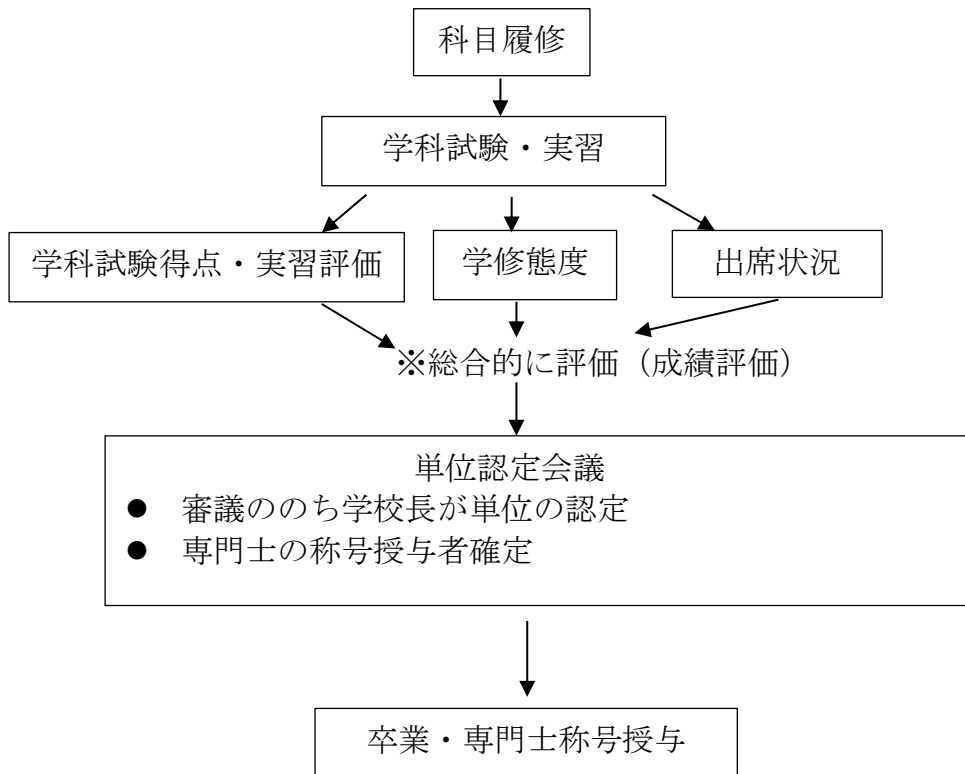 科目履修
学科試験・実習
学科試験得点・実習評価
学修態度
出席状況
※総合的に評価（成績評価）
単位認定会議
● 審議ののち学校長が単位の認定
● 専門士の称号授与者確定
卒業・専門士称号授与